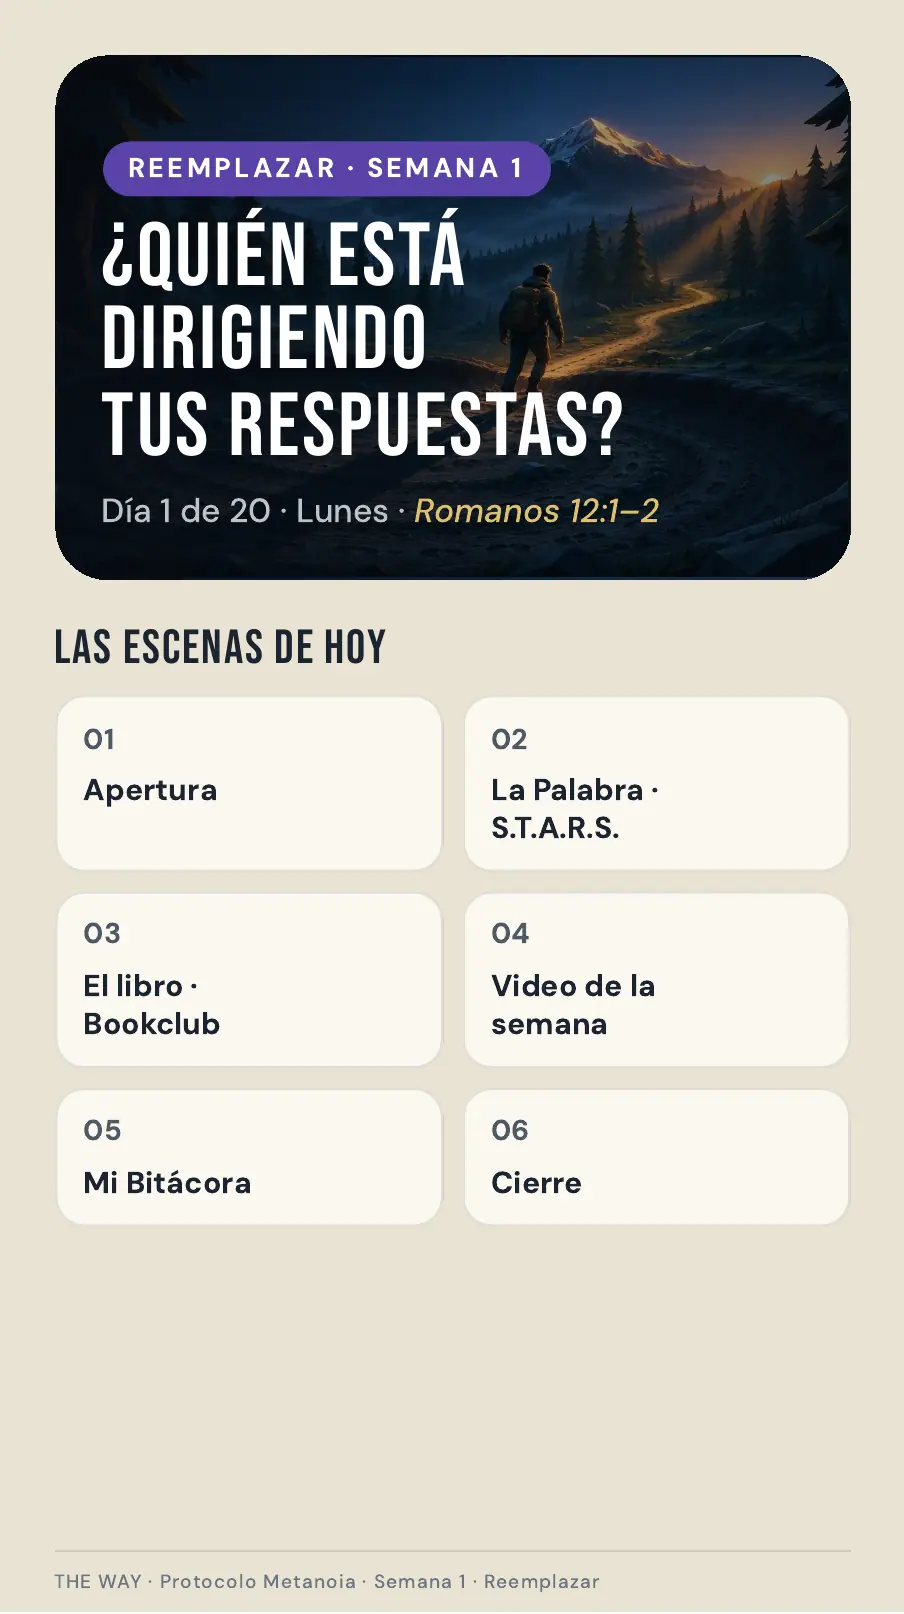 REEMPLAZAR · SEMANA 1
¿QUIÉN ESTÁ
DIRIGIENDO
TUS RESPUESTAS?
Día 1 de 20 · Lunes · Romanos 12:1–2
LAS ESCENAS DE HOY
01
Apertura
02
La Palabra ·
S.T.A.R.S.
03
El libro ·
Bookclub
04
Video de la
semana
05
Mi Bitácora
06
Cierre
THE WAY · Protocolo Metanoia · Semana 1 · Reemplazar